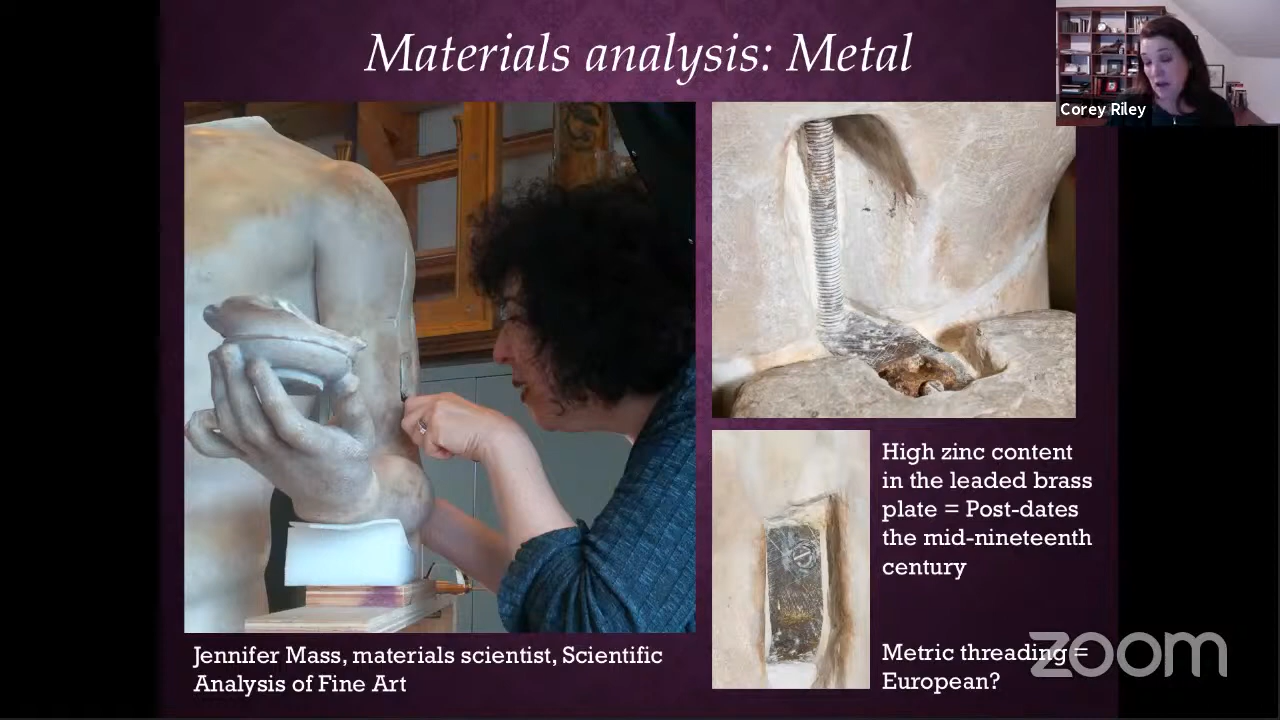 Materials analysis: Metal
Corey Riley
High zinc content
in the leaded brass
plate = Post-dates
the mid-nineteenth
century
Metric threading =
European?
zoom
Jennifer Mass, materials scientist, Scientific
Analysis of Fine Art